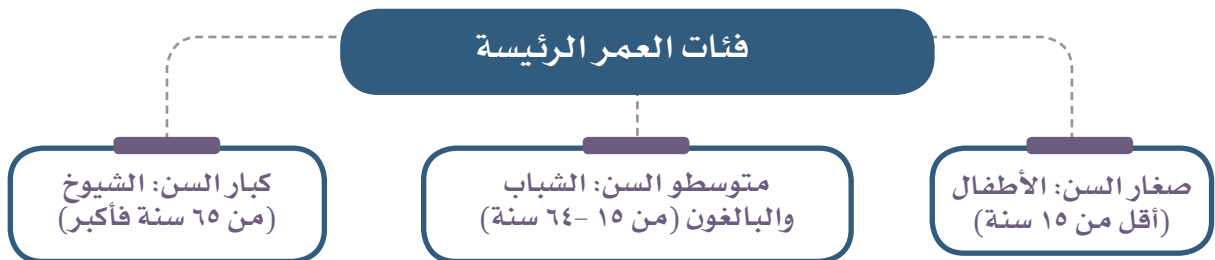 فئات العمر الرئيسة
صغار السن: الأطفال
(أقل من ١٥ سنة)
متوسطو السن: الشباب
والبالغون (من ١٥ –٦٤ سنة)
كبار السن: الشيوخ
(من ٦٥ سنة فأكبر)